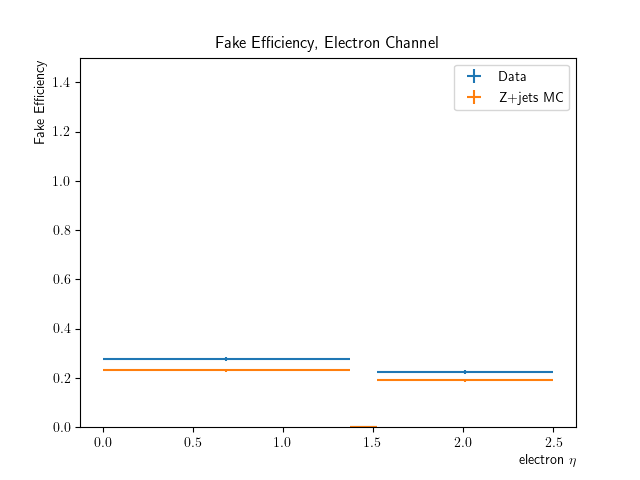 Fake Efficiency, Electron Channel
Fake Efficiency
1.4
1.2
1.0
0.8
0.6
0.4
0.2
0.0
Data
Z+jets MC
0.0 0.5 1.0 1.5 2.0 2.5
electron η